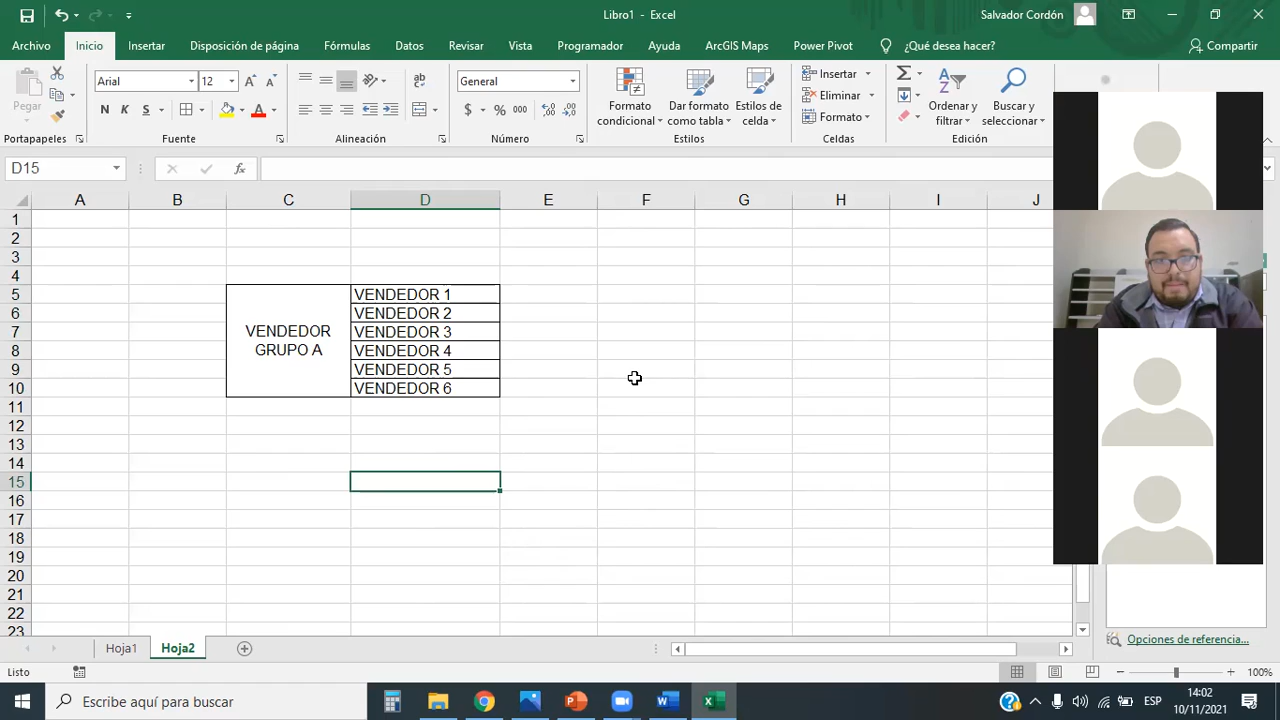 Libro1 - Excel
Salvador Cordón
Archivo Inicio Insertar Disposición de página Fórmulas Datos Revisar Vista Programador Ayuda ArcGIS Maps Power Pivot ¿Qué desea hacer? Compartir
Pegar
Portapapeles
Arial 12
N K S
Fuente
ab
Alineación
General
$ % 000
Número
Formato condicional
Dar formato como tabla
Estilos de celda
Estilos
Insertar
Eliminar
Formato
Celdas
Ordenar y filtrar
Buscar y seleccionar
Edición
D15 fx
A B C D E F G H I J
1
2
3
4
5 VENDEDOR 1
6 VENDEDOR 2
7 VENDEDOR VENDEDOR 3
8 GRUPO A VENDEDOR 4
9 VENDEDOR 5
10 VENDEDOR 6
11
12
13
14
15
16
17
18
19
20
21
22
23
Opciones de referencia...
Hoja1 Hoja2
Listo 100%
Escribe aquí para buscar
ESP 14:02
10/11/2021